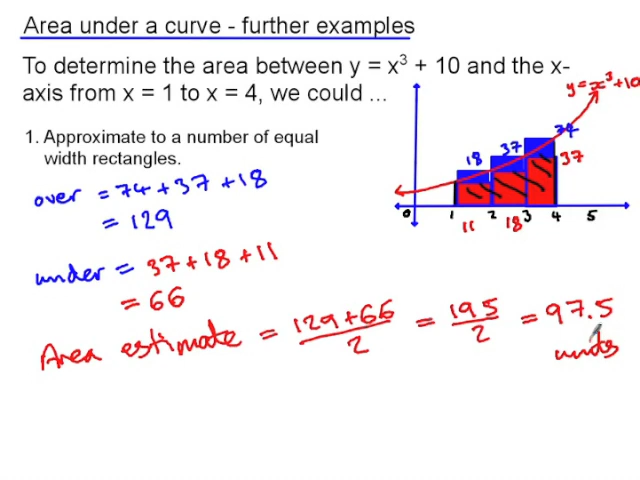 Area under a curve - further examples
To determine the area between y = x³ + 10 and the x-
axis from x = 1 to x = 4, we could ...
y = x³+10
1. Approximate to a number of equal
width rectangles.
18 37 74
37
over = 74 + 37 + 18
= 129
0 1 2 3 4 5
11 18
under = 37 + 18 + 11
= 66
Area estimate = 129+66/2 = 195/2 = 97.5
units